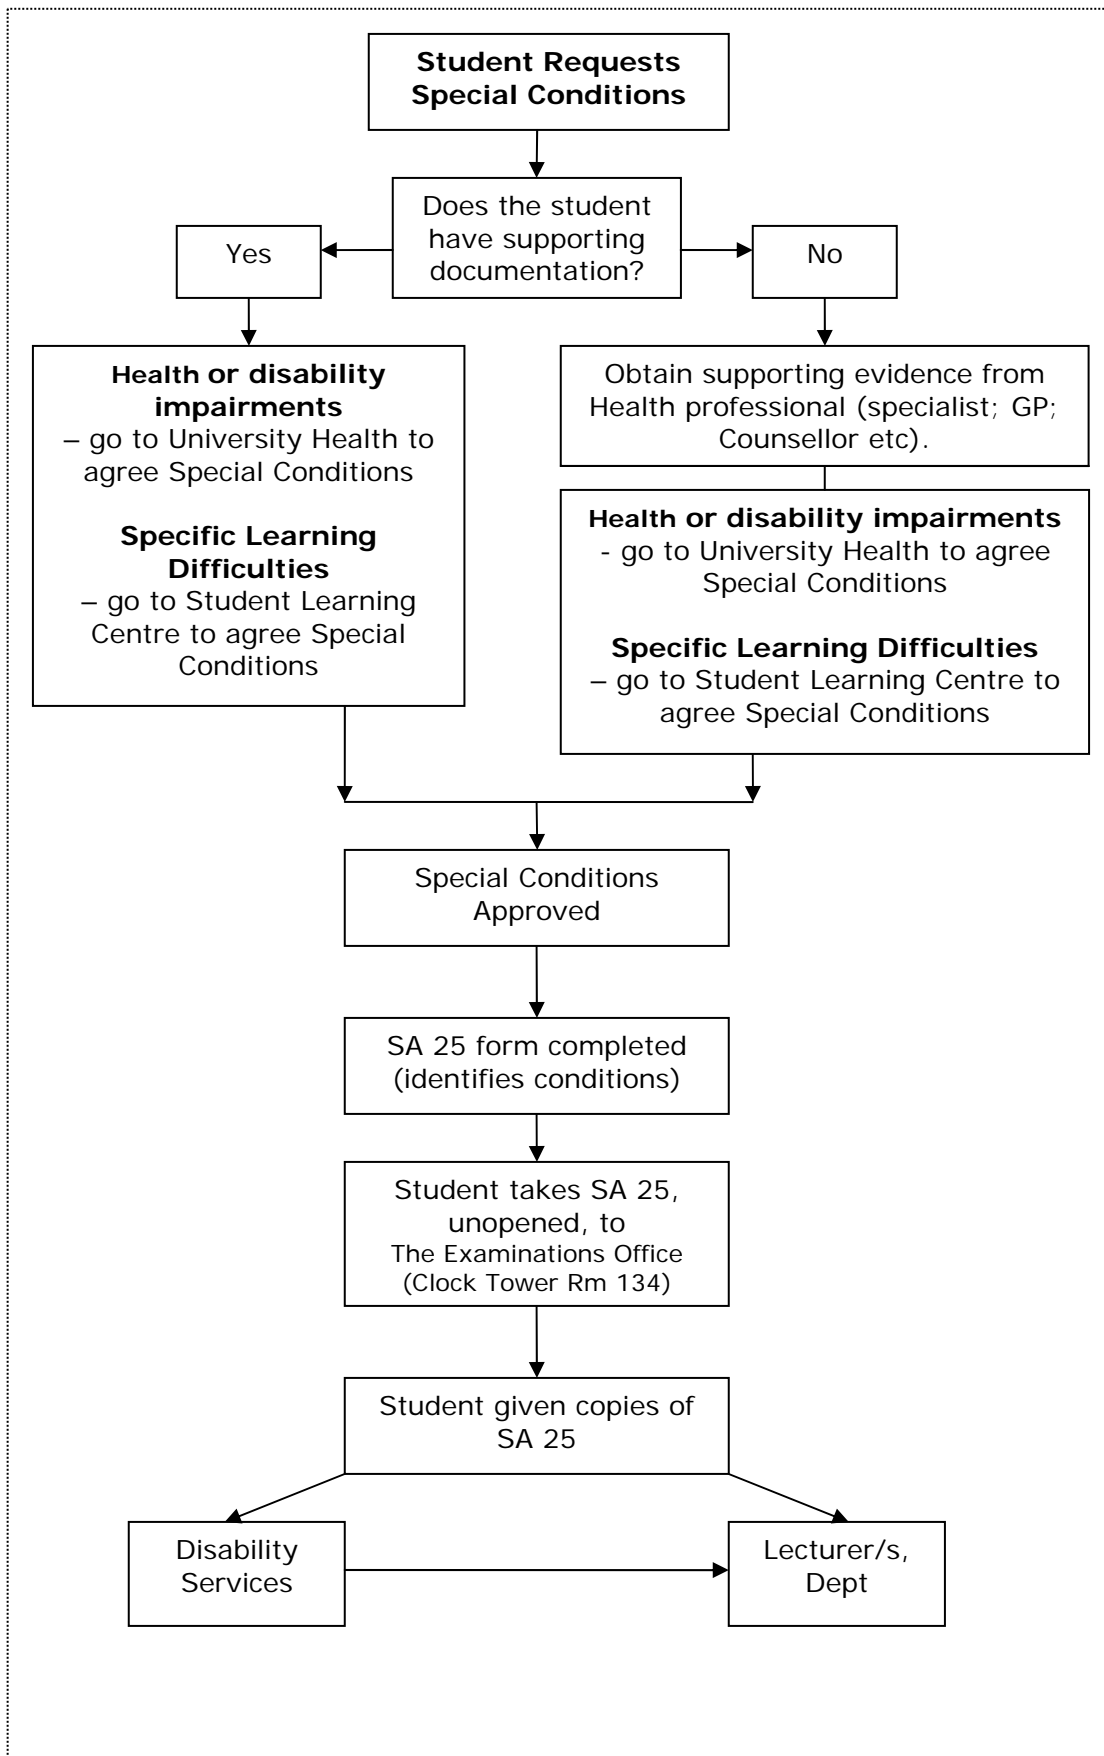 Student Requests
Special Conditions
Does the student
have supporting
documentation?
Yes
No
Health or disability
impairments
– go to University Health to
agree Special Conditions
Specific Learning
Difficulties
– go to Student Learning
Centre to agree Special
Conditions
Obtain supporting evidence from
Health professional (specialist; GP;
Counsellor etc).
Health or disability impairments
- go to University Health to agree
Special Conditions
Specific Learning Difficulties
– go to Student Learning Centre to
agree Special Conditions
Special Conditions
Approved
SA 25 form completed
(identifies conditions)
Student takes SA 25,
unopened, to
The Examinations Office
(Clock Tower Rm 134)
Student given copies of
SA 25
Disability
Services
Lecturer/s,
Dept